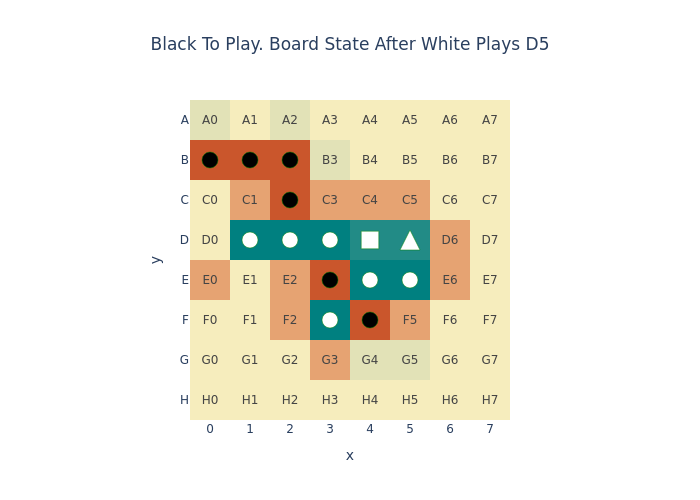 Black To Play. Board State After White Plays D5
A A0 A1 A2 A3 A4 A5 A6 A7
B B3 B4 B5 B6 B7
C C0 C1 C3 C4 C5 C6 C7
D D0 D6 D7
y
E E0 E1 E2 E6 E7
F F0 F1 F2 F5 F6 F7
G G0 G1 G2 G3 G4 G5 G6 G7
H H0 H1 H2 H3 H4 H5 H6 H7
0 1 2 3 4 5 6 7
x